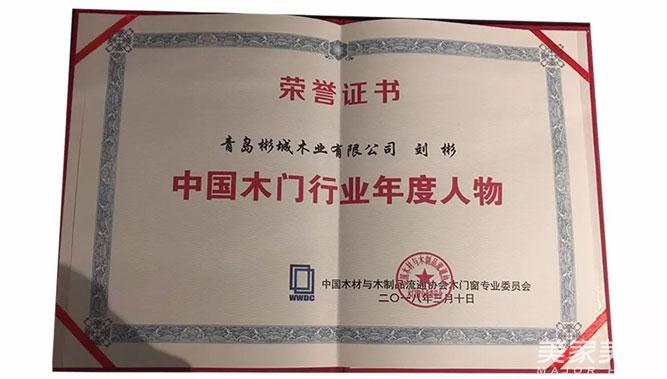 荣誉证书
青岛彬城木业有限公司 刘彬
中国木门行业年度人物
WWDC
中国木材与木制品流通协会木门窗专业委员会
二〇一八年三月十日
美家美
MAJOR